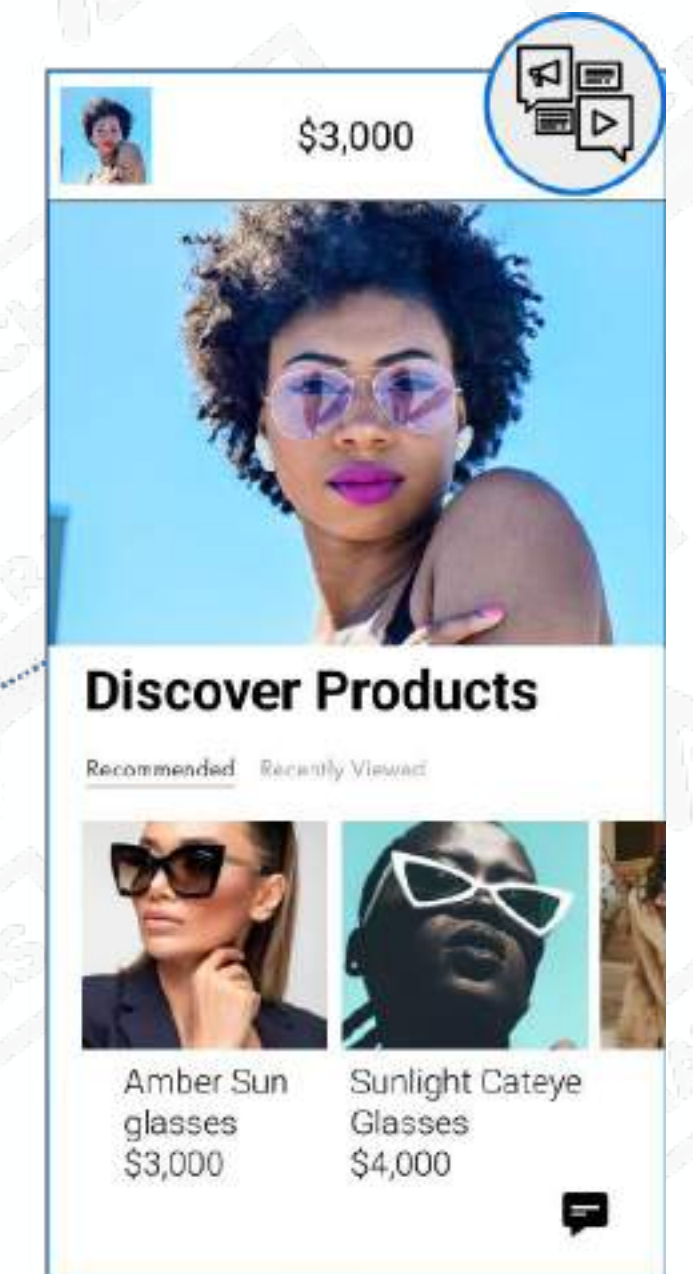 $3,000
Discover Products
Recommended Recently Viewed
Amber Sun
glasses
$3,000
Sunlight Cateye
Glasses
$4,000